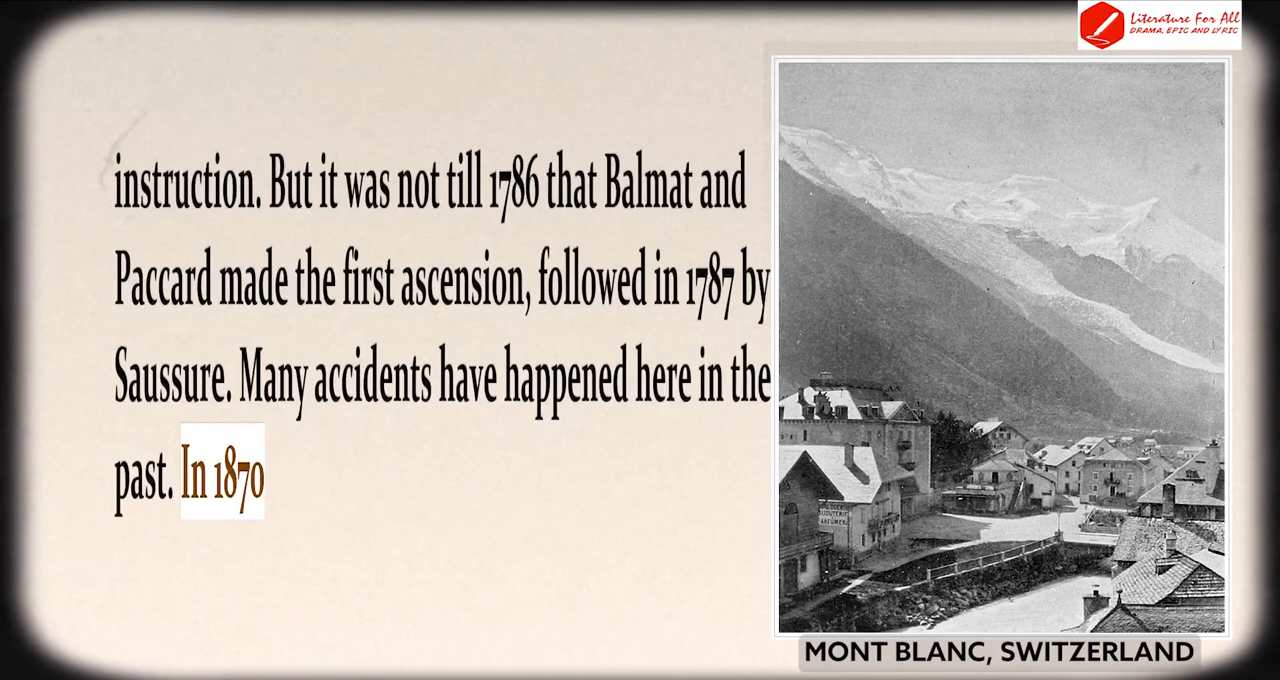 Literature For All
DRAMA, EPIC AND LYRIC
instruction. But it was not till 1786 that Balmat and
Paccard made the first ascension, followed in 1787 by
Saussure. Many accidents have happened here in the
past. In 1870
BIJOUTERIE
MONT BLANC, SWITZERLAND